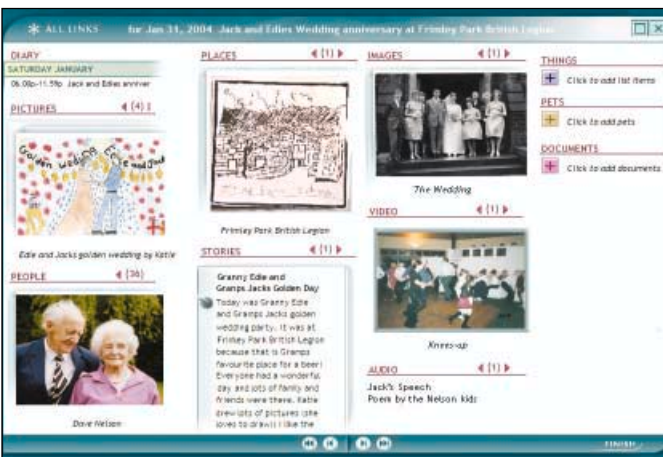 ALL LINKS for Jan 31, 2004 Jack and Edies Wedding anniversary at Frimley Park British Legion
DIARY
SATURDAY JANUARY
06.00p-11.59p Jack and Edies anniver
PICTURES (4)
Golden wedding Edie and Jack
Edie and Jacks golden wedding by Katie
PEOPLE (36)
Dave Nelson
PLACES (1)
Frimley Park British Legion
STORIES (1)
Granny Edie and
Gramps Jacks Golden Day
Today was Granny Edie
and Gramps Jacks golden
wedding party. It was at
Frimley Park British Legion
because that is Gramps
favourite place for a beer!
Everyone had a wonderful
day and lots of family and
friends were there. Katie
drew lots of pictures (she
loves to draw)! I like the
IMAGES (1)
The Wedding
VIDEO (1)
Knees-up
AUDIO (1)
Jack's Speech
Poem by the Nelson kids
THINGS
Click to add list items
PETS
Click to add pets
DOCUMENTS
Click to add documents
FINISH